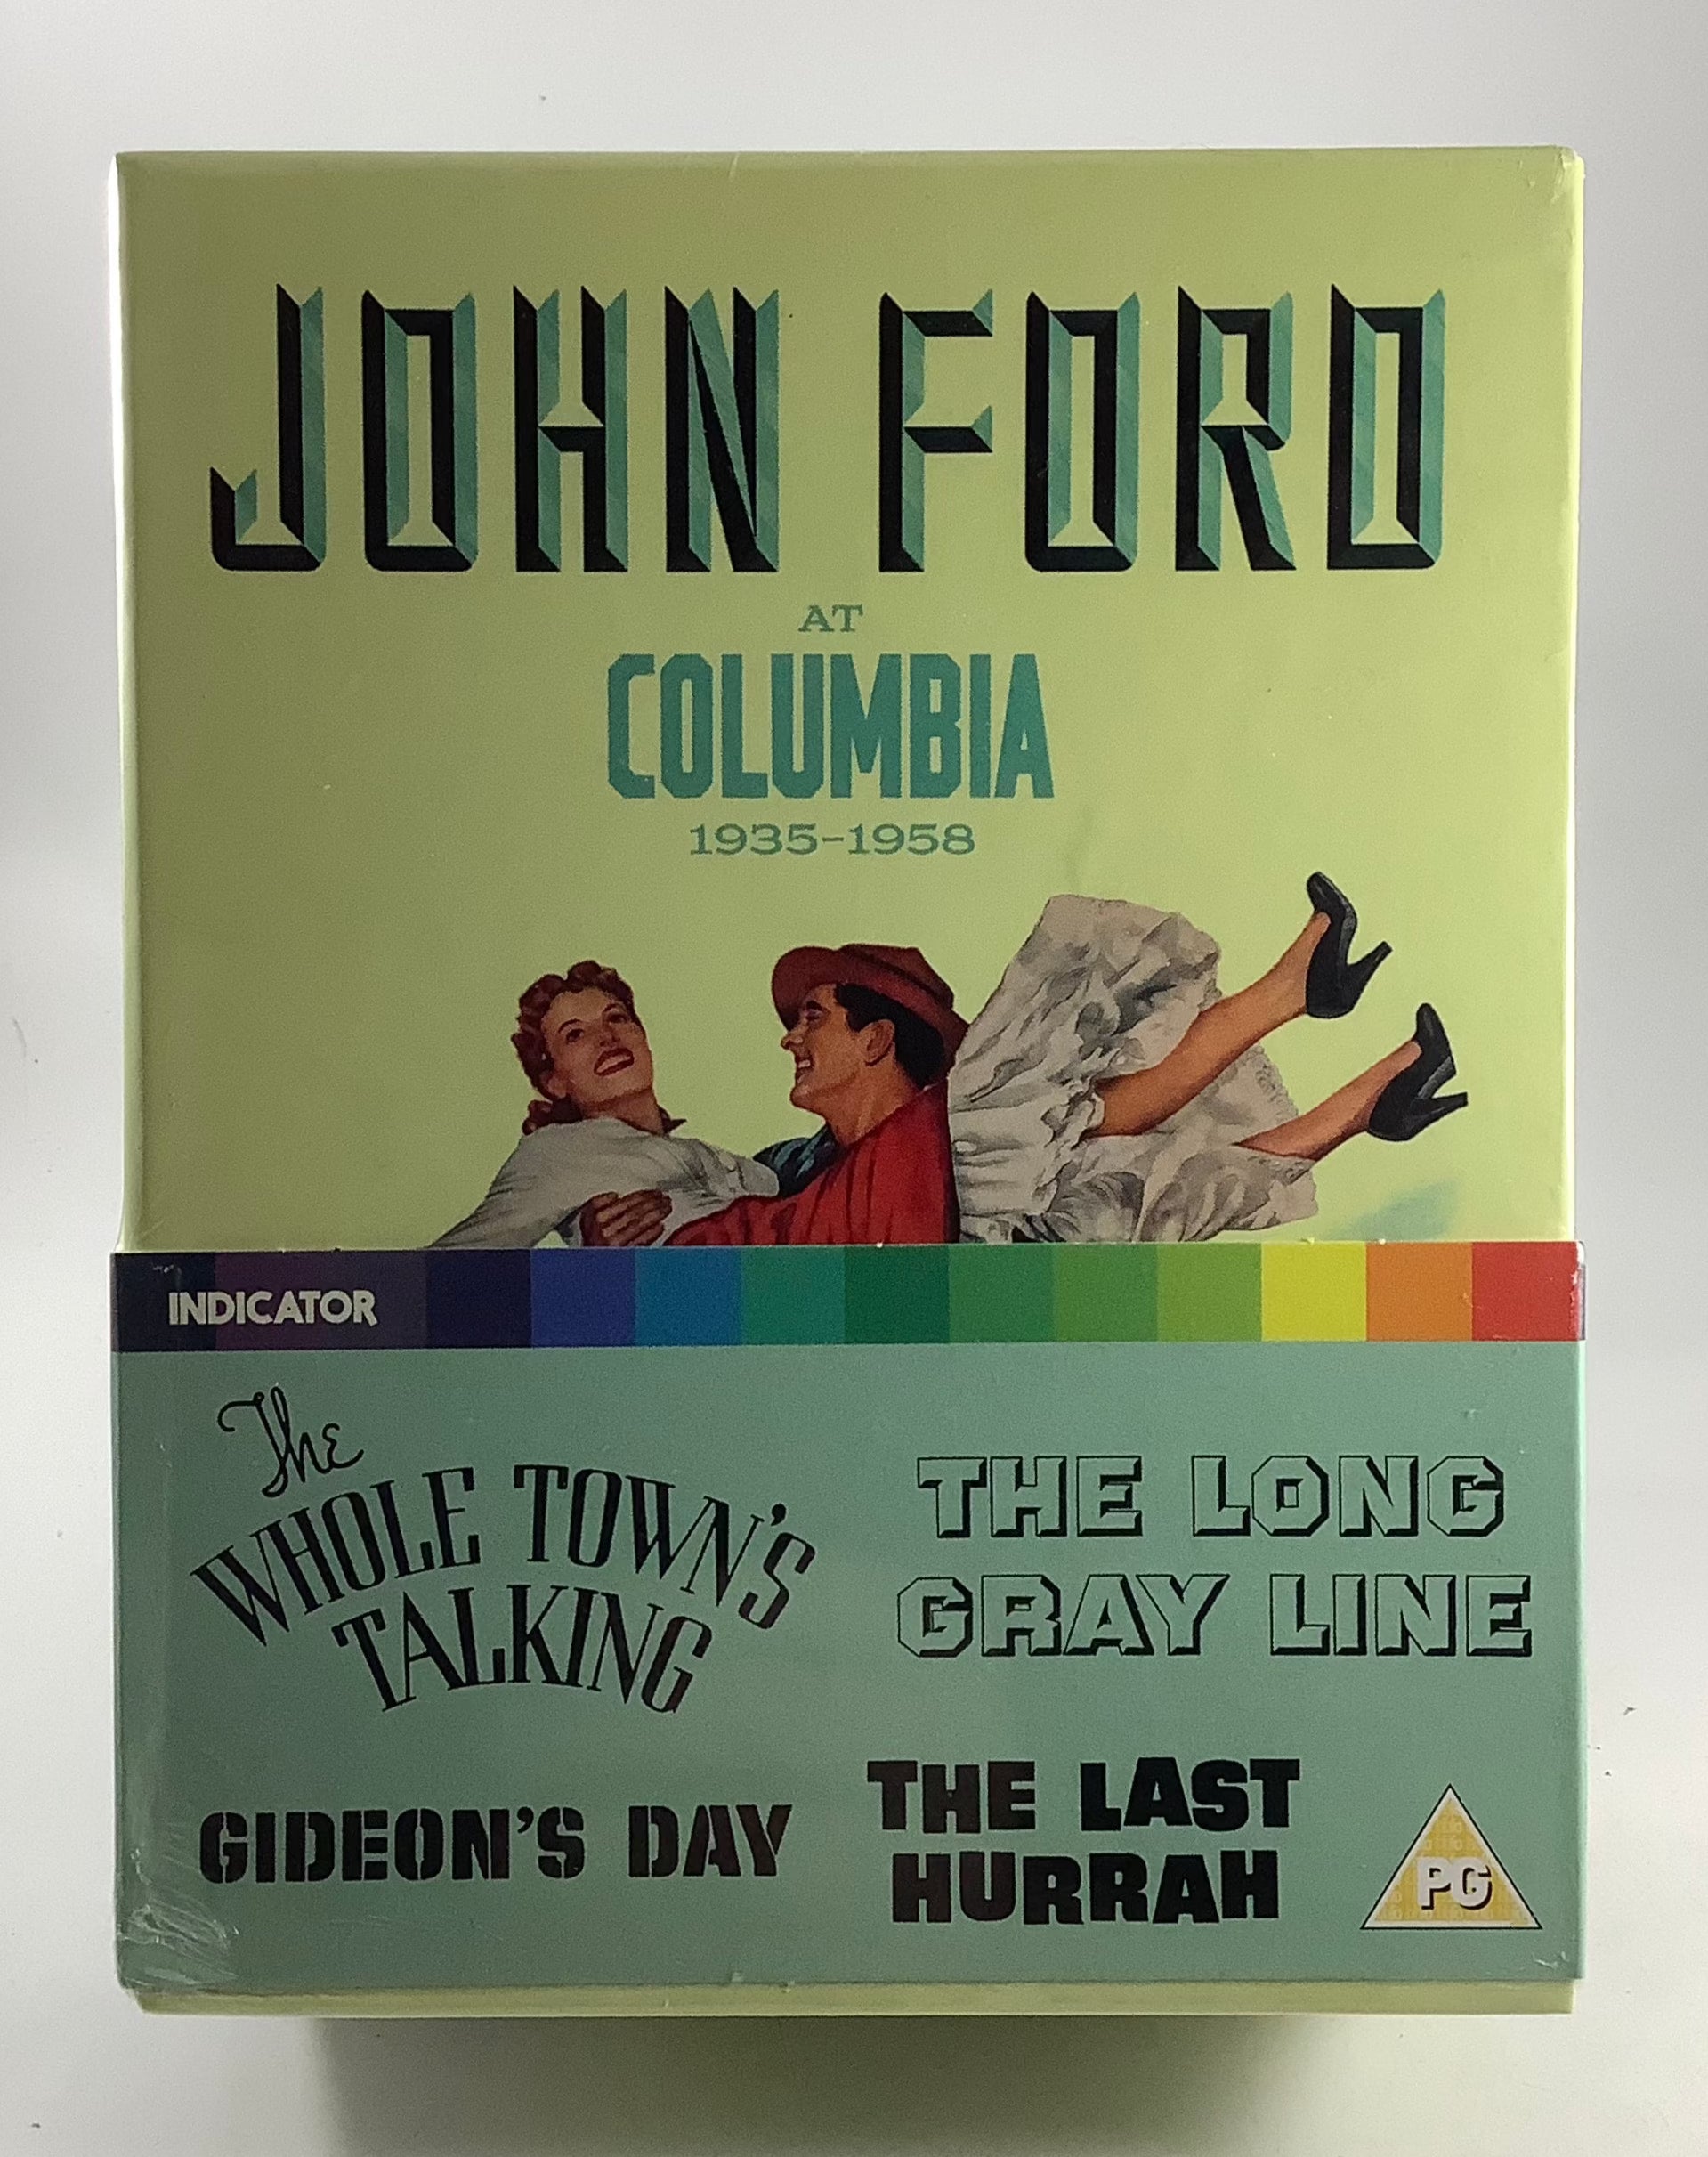 JOHN FORD
AT
COLUMBIA
1935-1958
INDICATOR
The
WHOLE TOWN'S
TALKING
THE LONG
GRAY LINE
GIDEON'S DAY
THE LAST
HURRAH
PG